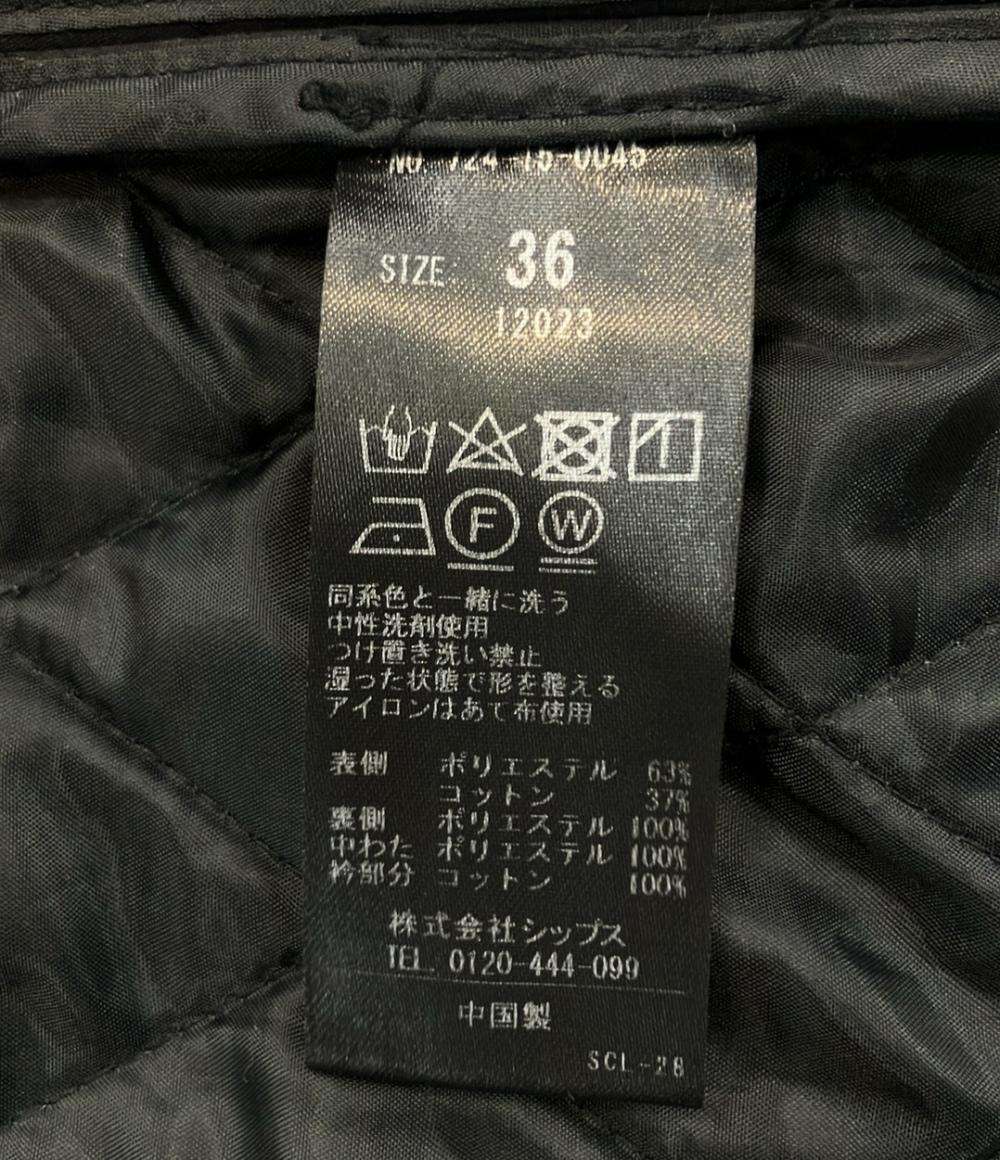 NO. 724-15-0045
SIZE 36
12023
F W
同系色と一緒に洗う
中性洗剤使用
つけ置き洗い禁止
湿った状態で形を整える
アイロンはあて布使用
表側 ポリエステル 63%
コットン 37%
裏側 ポリエステル 100%
中わた ポリエステル 100%
衿部分 コットン 100%
株式会社シップス
TEL. 0120-444-099
中国製
SCL-28